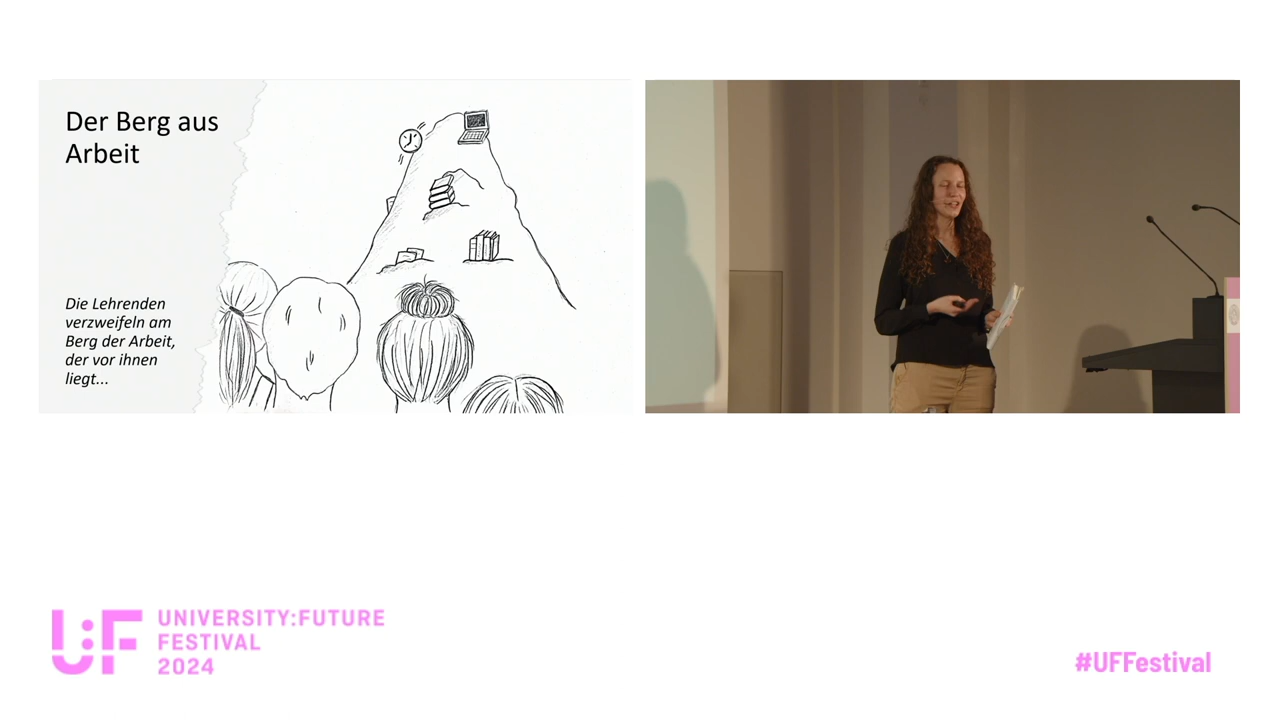 Der Berg aus
Arbeit
Die Lehrenden
verzweifeln am
Berg der Arbeit,
der vor ihnen
liegt...
U:F
UNIVERSITY:FUTURE
FESTIVAL
2024
#UFFestival